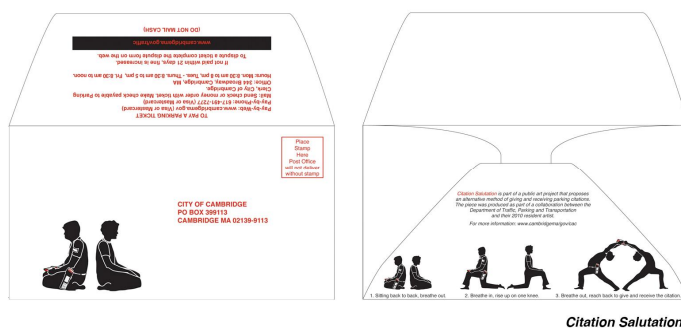 TO PAY A PARKING TICKET
Pay-by-Web: www.cambridgema.gov (Visa or Mastercard)
Pay-by-Phone: 617-491-7277 (Visa or Mastercard)
Mail: Send check or money order with ticket. Make check payable to Parking
Clerk, City of Cambridge.
Office: 344 Broadway, Cambridge, MA
Hours: Mon. 8:30 am to 8 pm, Tues - Thurs. 8:30 am to 5 pm, Fri. 8:30 am to noon.
If not paid within 21 days, fine is increased.
To dispute a ticket complete the dispute form on the web.
www.cambridgema.gov/traffic
(DO NOT MAIL CASH)
Place
Stamp
Here
Post Office
will not deliver
without stamp
CITY OF CAMBRIDGE
PO BOX 399113
CAMBRIDGE MA 02139-9113
Citation Salutation is part of a public art project that proposes
an alternative method of giving and receiving parking citations.
The piece was produced as part of a collaboration between the
Department of Traffic, Parking and Transportation
and their 2010 resident artist.
For more information: www.cambridgema/gov/cac
1. Sitting back to back, breathe out.
2. Breathe in, rise up on one knee.
3. Breathe out, reach back to give and receive the citation.
Citation Salutation